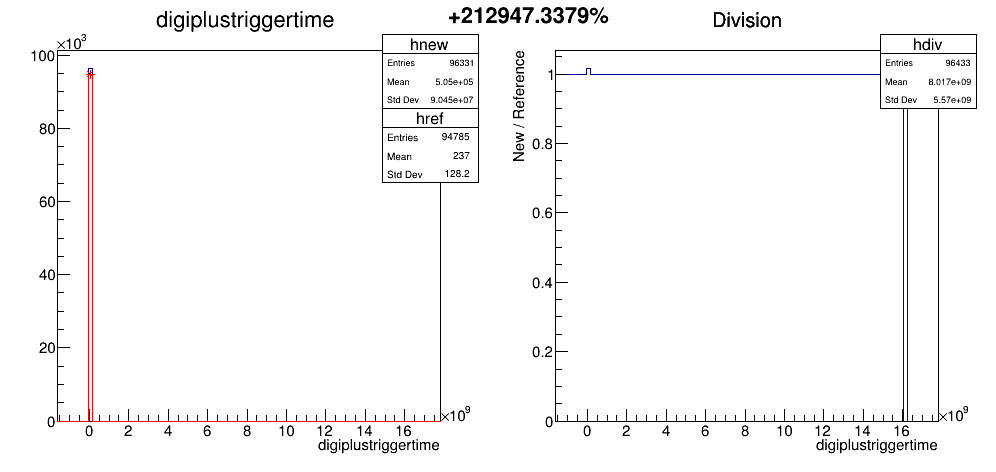 +212947.3379%
digiplustriggertime
×10³
100
80
60
40
20
0
0 2 4 6 8 10 12 14 16
×10⁹
digiplustriggertime
hnew
Entries 96331
Mean 5.05e+05
Std Dev 9.045e+07
href
Entries 94785
Mean 237
Std Dev 128.2
Division
New / Reference
1
0.8
0.6
0.4
0.2
0
0 2 4 6 8 10 12 14 16
×10⁹
digiplustriggertime
hdiv
Entries 96433
Mean 8.017e+09
Std Dev 5.57e+09